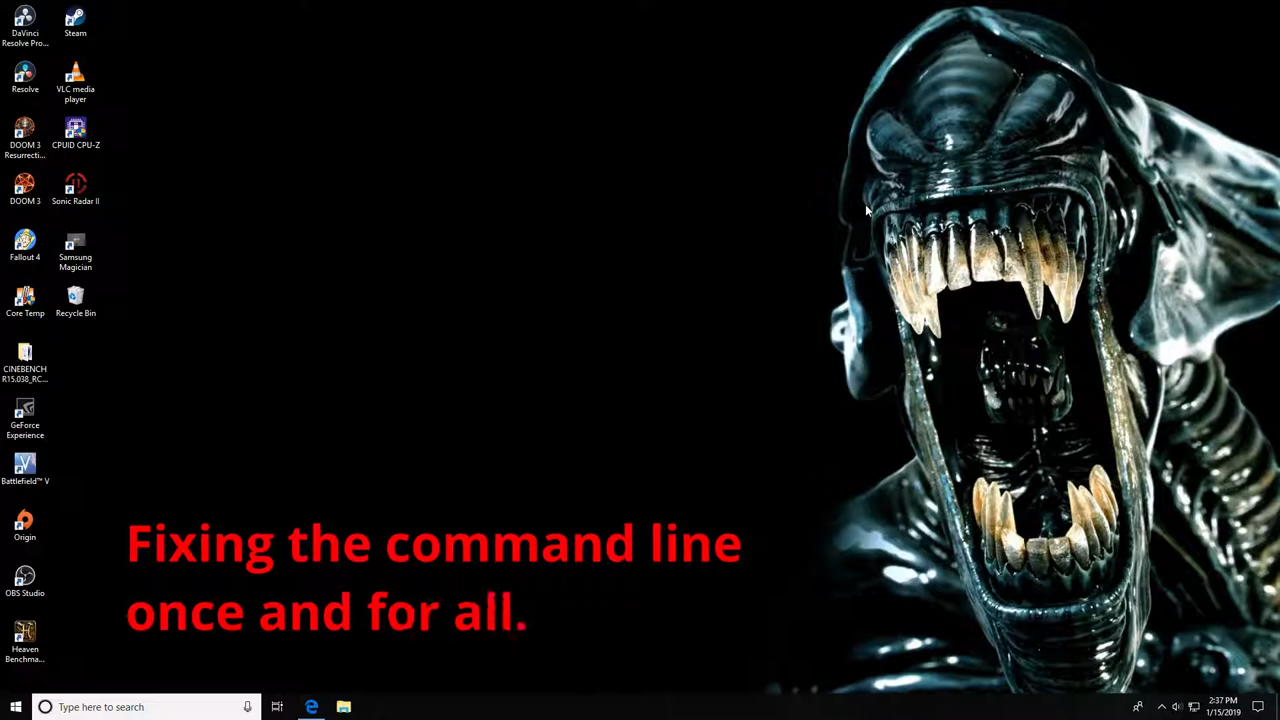 DaVinci
Resolve Pro...
Steam
Resolve
VLC media
player
DOOM 3
Resurrecti...
CPUID CPU-Z
DOOM 3
Sonic Radar II
Fallout 4
Samsung
Magician
Core Temp
Recycle Bin
CINEBENCH
R15.038_RC...
GeForce
Experience
Battlefield™ V
Origin
OBS Studio
Heaven
Benchma...
Fixing the command line
once and for all.
Type here to search
2:37 PM
1/15/2019